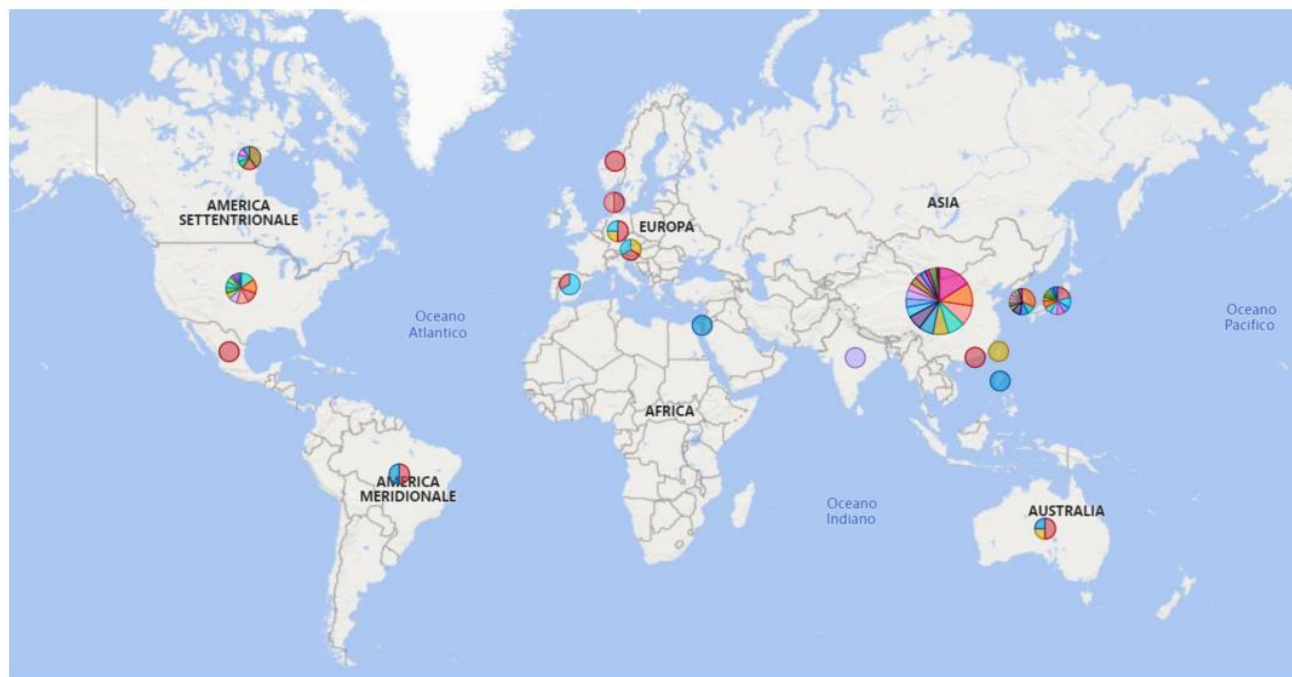 AMERICA
SETTENTRIONALE
EUROPA
ASIA
Oceano
Atlantico
Oceano
Pacifico
AFRICA
AMERICA
MERIDIONALE
Oceano
Indiano
AUSTRALIA